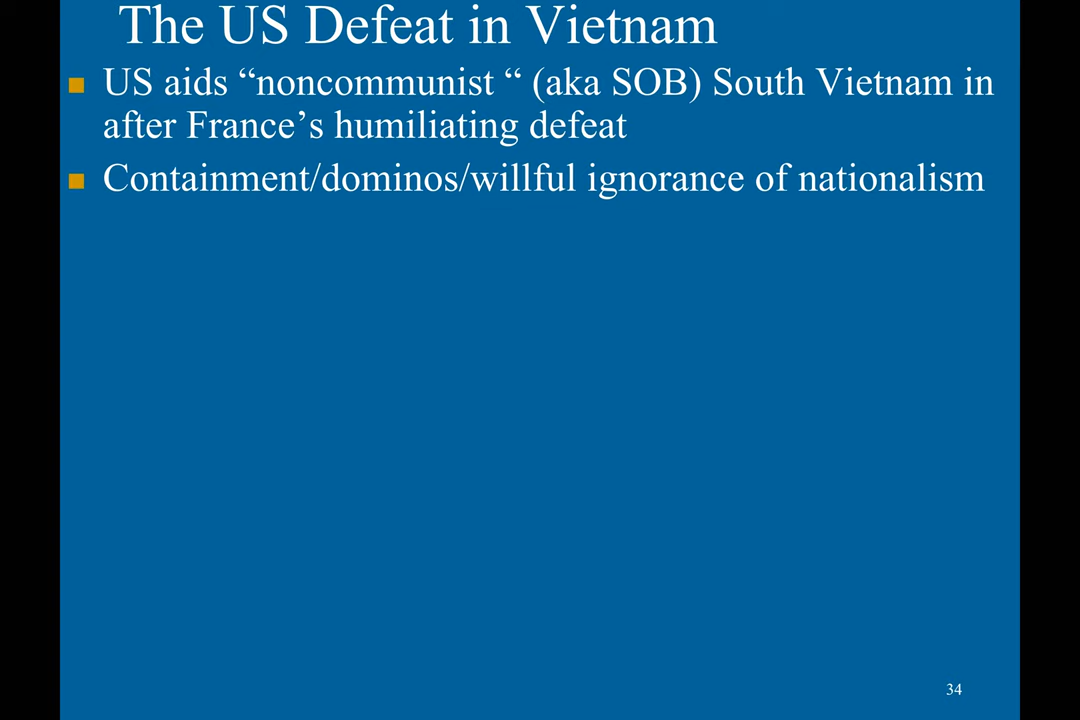 The US Defeat in Vietnam
US aids “noncommunist “ (aka SOB) South Vietnam in
after France’s humiliating defeat
Containment/dominos/willful ignorance of nationalism
34